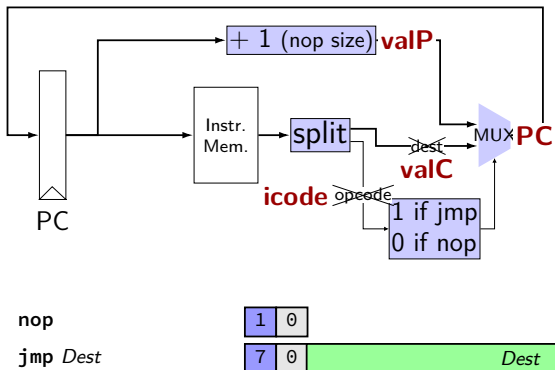 + 1 (nop size) valP
Instr.
Mem.
split
dest
valC
MUX PC
icode opcode
1 if jmp
0 if nop
PC
nop 1 0
jmp Dest 7 0 Dest